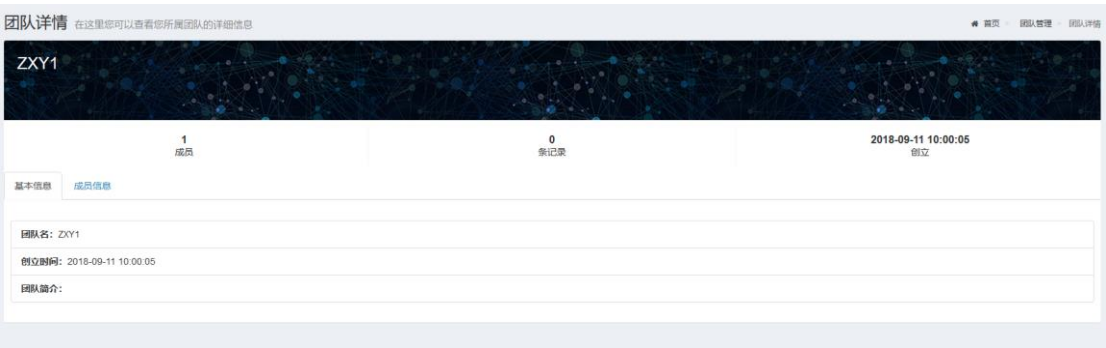 团队详情 在这里您可以查看您所属团队的详细信息 首页 > 团队管理 > 团队详情
ZXY1
1 0 2018-09-11 10:00:05
成员 条记录 创立
基本信息 成员信息
团队名：ZXY1
创立时间：2018-09-11 10:00:05
团队简介：